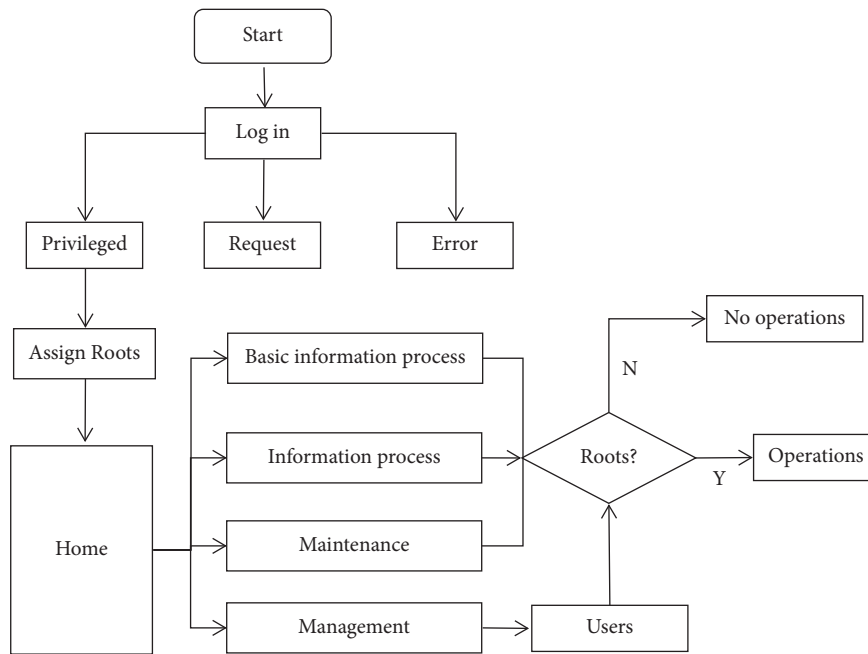 Start
Log in
Privileged
Request
Error
No operations
Assign Roots
Basic information process
N
Information process
Roots?
Operations
Y
Home
Maintenance
Management
Users